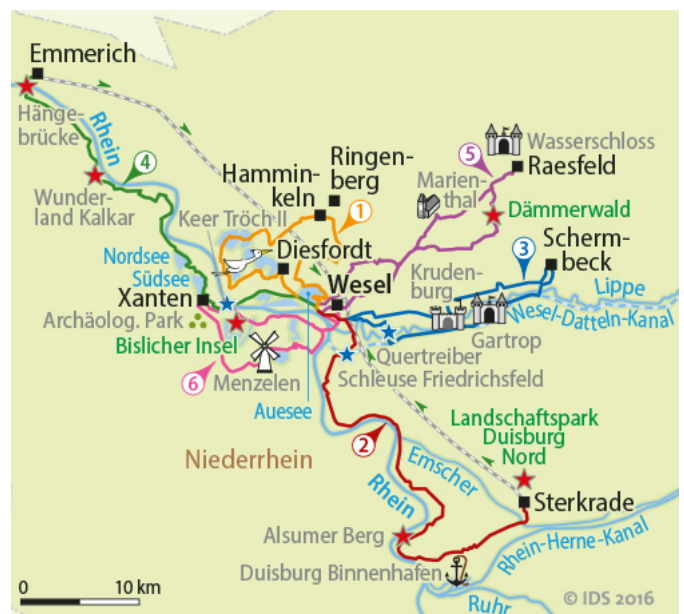 Emmerich
Hänge-
brücke
Rhein
4
Wunder-
land Kalkar
Hammin-
keln
Ringen-
berg
1
Keer Tröch II
Diesfordt
Nordsee
Südsee
Xanten
Archäolog. Park
Bislicher Insel
6
Menzelen
Auesee
Wesel
5
Wasserschloss
Raesfeld
Marien-
thal
Dämmerwald
3
Scherm-
beck
Kruden-
burg
Lippe
Wesel-Datteln-Kanal
Gartrop
Quertreiber
Schleuse Friedrichsfeld
2
Niederrhein
Landschaftspark
Duisburg
Nord
Emscher
Rhein
Sterkrade
Alsumer Berg
Rhein-Herne-Kanal
Duisburg Binnenhafen
Ruhr
0 10 km
© IDS 2016